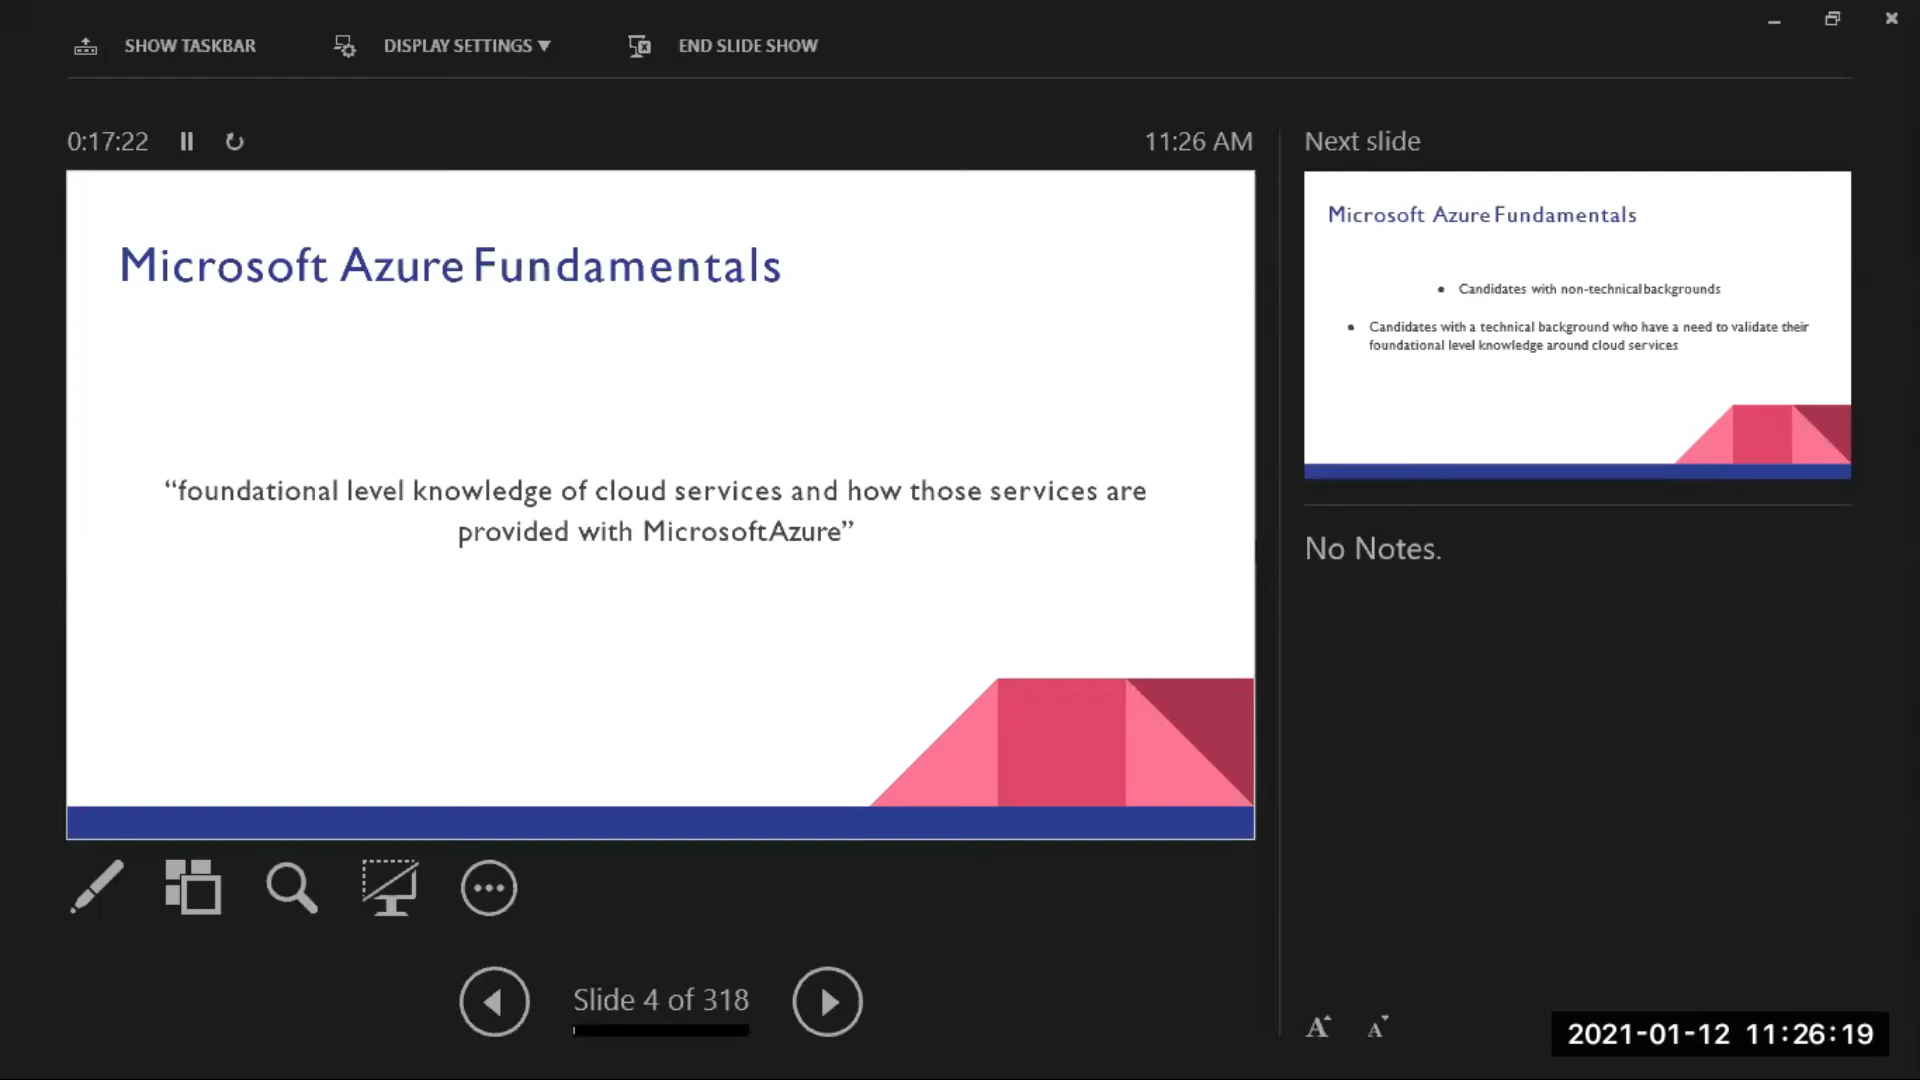 SHOW TASKBAR
DISPLAY SETTINGS ▼
END SLIDE SHOW
0:17:22
11:26 AM
Microsoft Azure Fundamentals
“foundational level knowledge of cloud services and how those services are
provided with Microsoft Azure”
Slide 4 of 318
Next slide
Microsoft Azure Fundamentals
• Candidates with non-technical backgrounds
• Candidates with a technical background who have a need to validate their
foundational level knowledge around cloud services
No Notes.
A A
2021-01-12 11:26:19